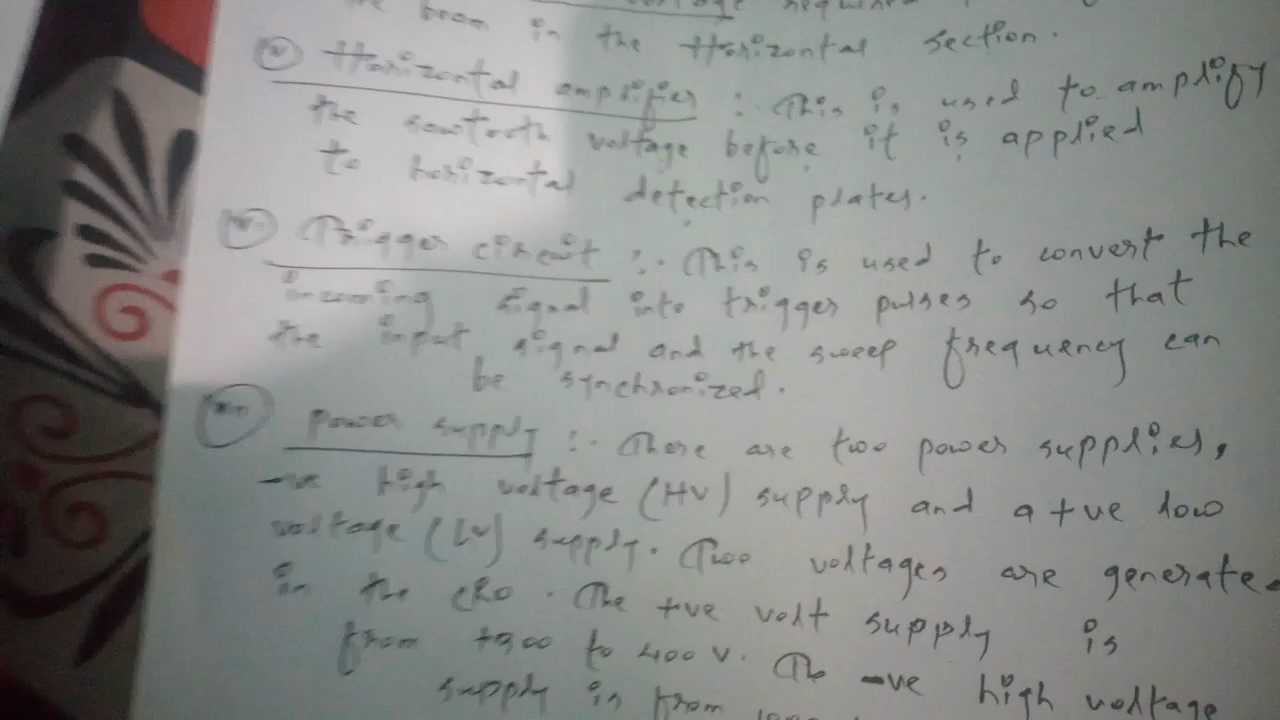 beam in the Horizontal section.
Horizontal amplifier :- This is used to amplify
the sawtooth voltage before it is applied
to horizontal detection plates.
Trigger circuit :- This is used to convert the
incoming signal into trigger pulses so that
the input signal and the sweep frequency can
be synchronized.
Power supply :- There are two power supplies,
-ve high voltage (HV) supply and a +ve low
voltage (LV) supply. Two voltages are generate
in the CRO. The +ve volt supply is
from +300 to 400 V. The -ve high voltage
supply is from